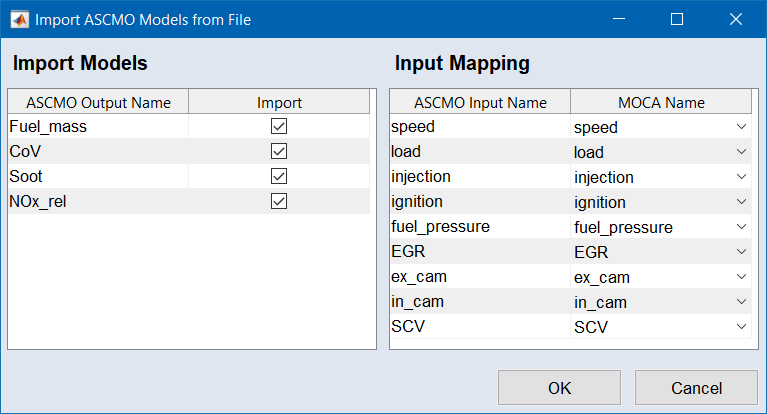 Import ASCMO Models from File
Import Models
ASCMO Output Name Import
Fuel_mass
CoV
Soot
NOx_rel
Input Mapping
ASCMO Input Name MOCA Name
speed speed
load load
injection injection
ignition ignition
fuel_pressure fuel_pressure
EGR EGR
ex_cam ex_cam
in_cam in_cam
SCV SCV
OK Cancel